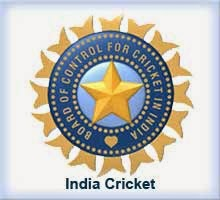 BOARD OF CONTROL FOR CRICKET IN INDIA
India Cricket